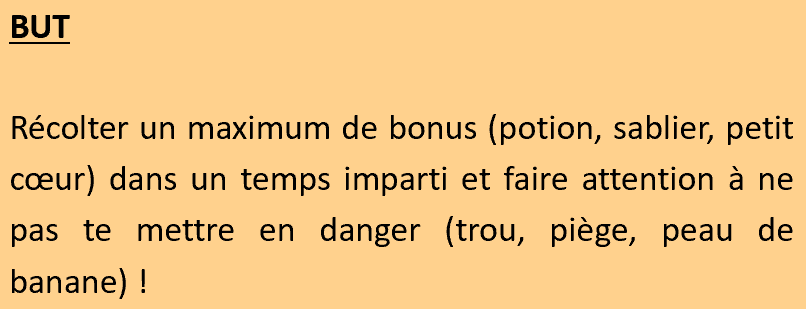 BUT
Récolter un maximum de bonus (potion, sablier, petit
cœur) dans un temps imparti et faire attention à ne
pas te mettre en danger (trou, piège, peau de
banane) !